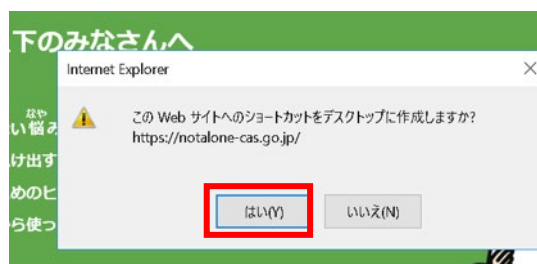 下のみなさんへ
Internet Explorer
なや
い悩み
け出す
めのヒ
ら使っ
この Web サイトへのショートカットをデスクトップに作成しますか?
https://notalone-cas.go.jp/
はい(Y)
いいえ(N)